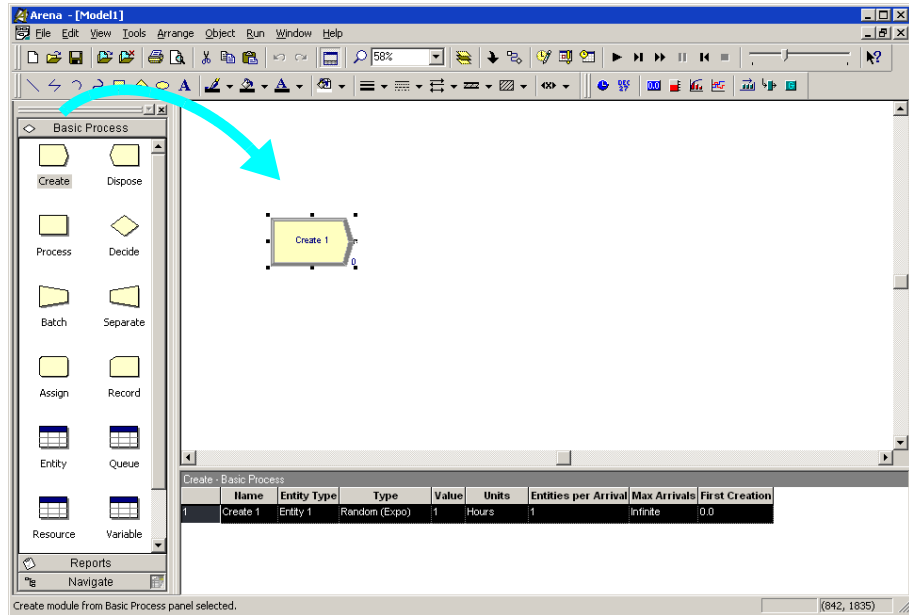 Arena - [Model1]
File Edit View Tools Arrange Object Run Window Help
58%
A
Basic Process
Create Dispose
Process Decide
Batch Separate
Assign Record
Entity Queue
Resource Variable
Reports
Navigate
Create 1
0
Create - Basic Process
Name Entity Type Type Value Units Entities per Arrival Max Arrivals First Creation
1 Create 1 Entity 1 Random (Expo) 1 Hours 1 Infinite 0.0
Create module from Basic Process panel selected.
(842, 1835)